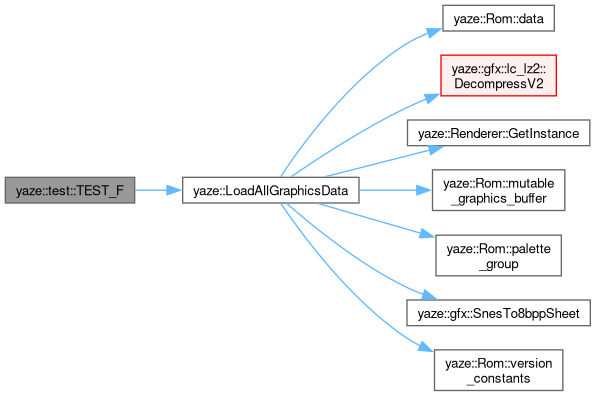 yaze::test::TEST_F
yaze::LoadAllGraphicsData
yaze::Rom::data
yaze::gfx::lc_lz2::
DecompressV2
yaze::Renderer::GetInstance
yaze::Rom::mutable
_graphics_buffer
yaze::Rom::palette
_group
yaze::gfx::SnesTo8bppSheet
yaze::Rom::version
_constants